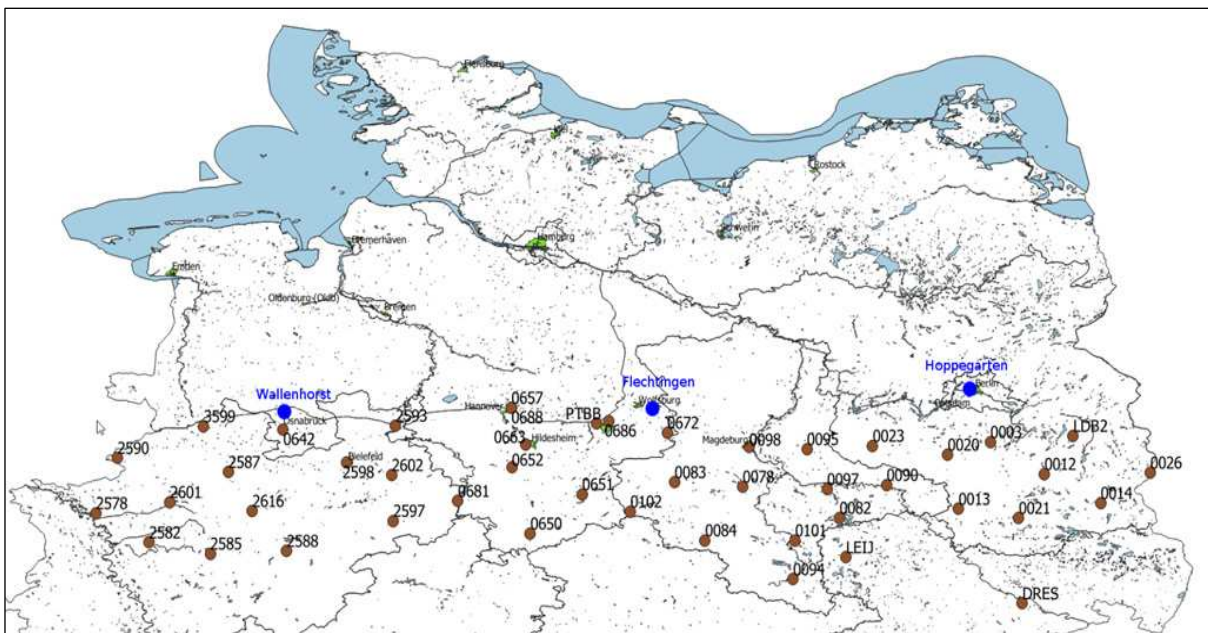 Flensburg
Kiel
Rostock
Schwerin
Hamburg
Bremerhaven
Emden
Oldenburg (Oldb)
Bremen
Hoppegarten
Berlin
Potsdam
Flechtingen
Wolfsburg
Wallenhorst
Osnabrück
0657
Hannover
0688
PTBB
0686
0672
3599
0642
2593
0663
Hildesheim
Magdeburg
0098
0095
0023
0020
0003
LDB2
2590
2587
Bielefeld
2598
2602
0652
0083
0078
0097
0090
0012
0026
2578
2601
2616
0681
0651
0102
0082
0013
0021
0014
2597
0650
0084
0101
LEIJ
2582
2585
2588
0094
DRES